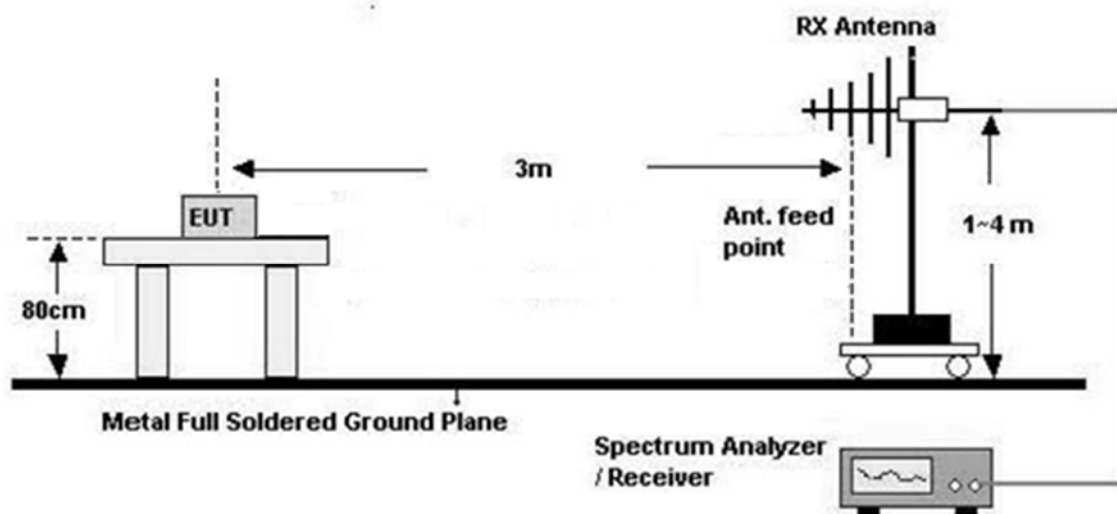 RX Antenna
3m
EUT
Ant. feed
point
1~4 m
80cm
Metal Full Soldered Ground Plane
Spectrum Analyzer
/ Receiver